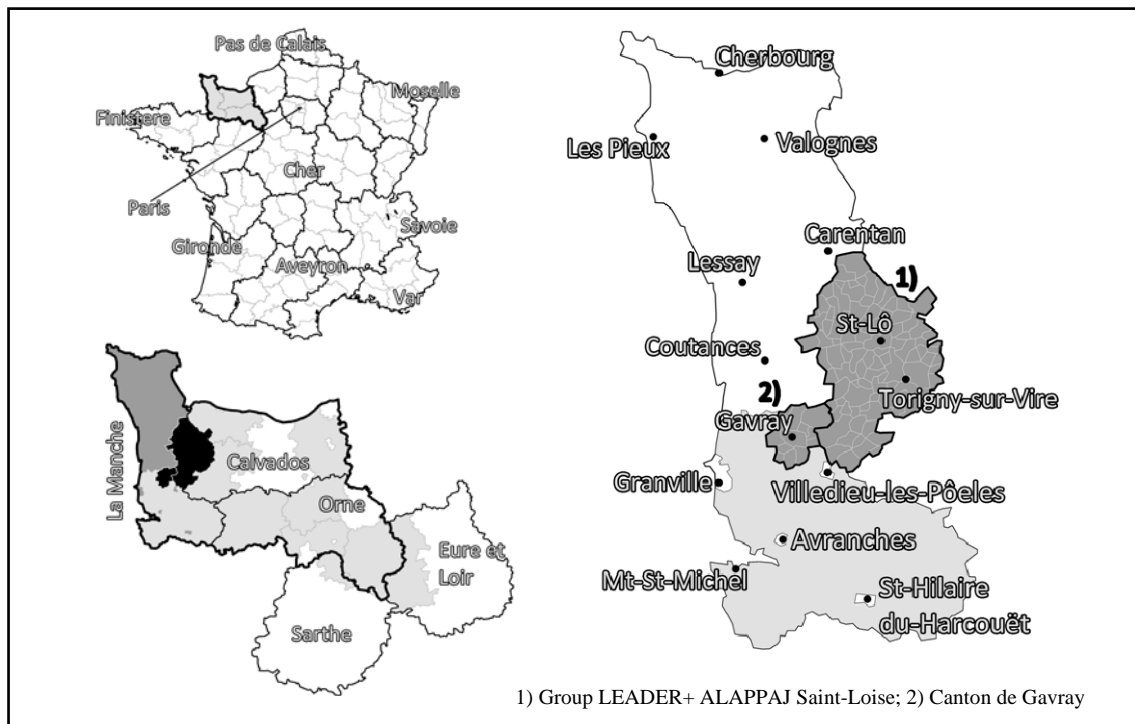 Pas de Calais
Moselle
Finistere
Cher
Paris
Savoie
Gironde
Aveyron
Var
La Manche
Calvados
Orne
Eure et
Loir
Sarthe
Cherbourg
Les Pieux
Valognes
Carentan
Lessay
1)
St-Lô
Coutances
2)
Torigny-sur-Vire
Gavray
Granville
Villedieu-les-Pôeles
Avranches
Mt-St-Michel
St-Hilaire
du-Harcouët
1) Group LEADER+ ALAPPAJ Saint-Loise; 2) Canton de Gavray